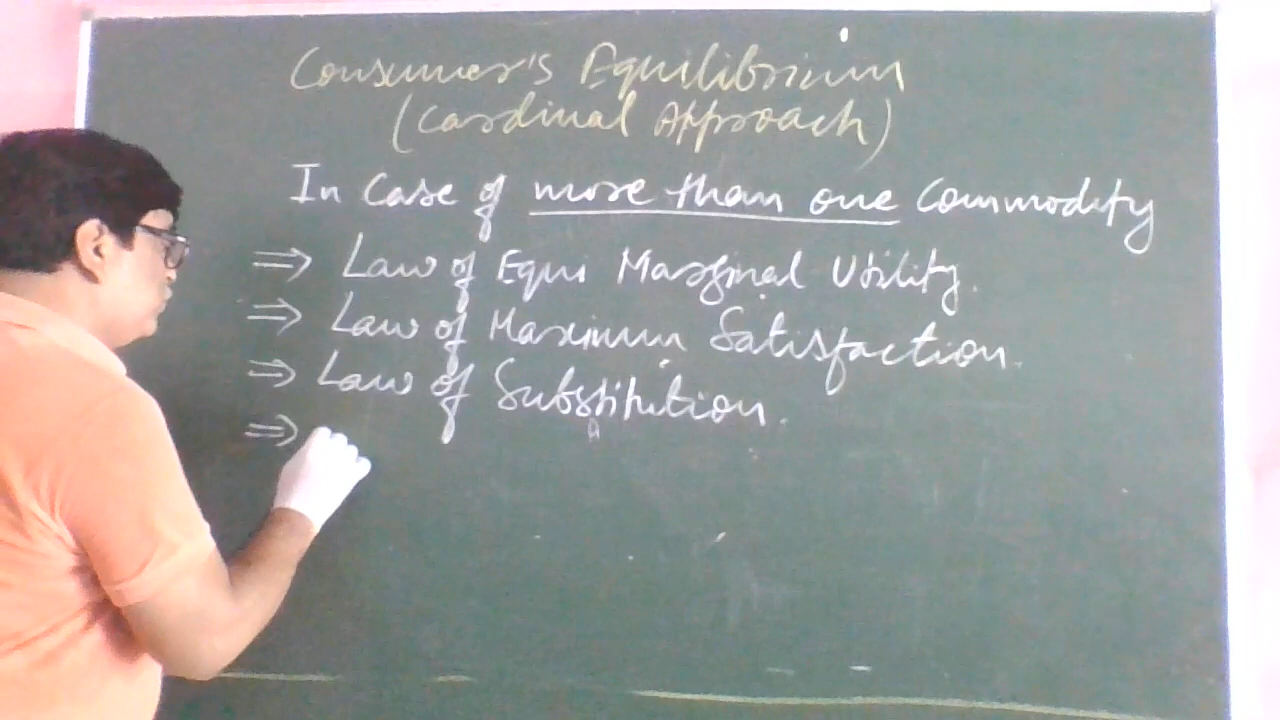 Consumer's Equilibrium
(Cardinal Approach)
In Case of more than one Commodity
⇒ Law of Equi Marginal Utility.
⇒ Law of Maximum Satisfaction.
⇒ Law of Substitution.
⇒